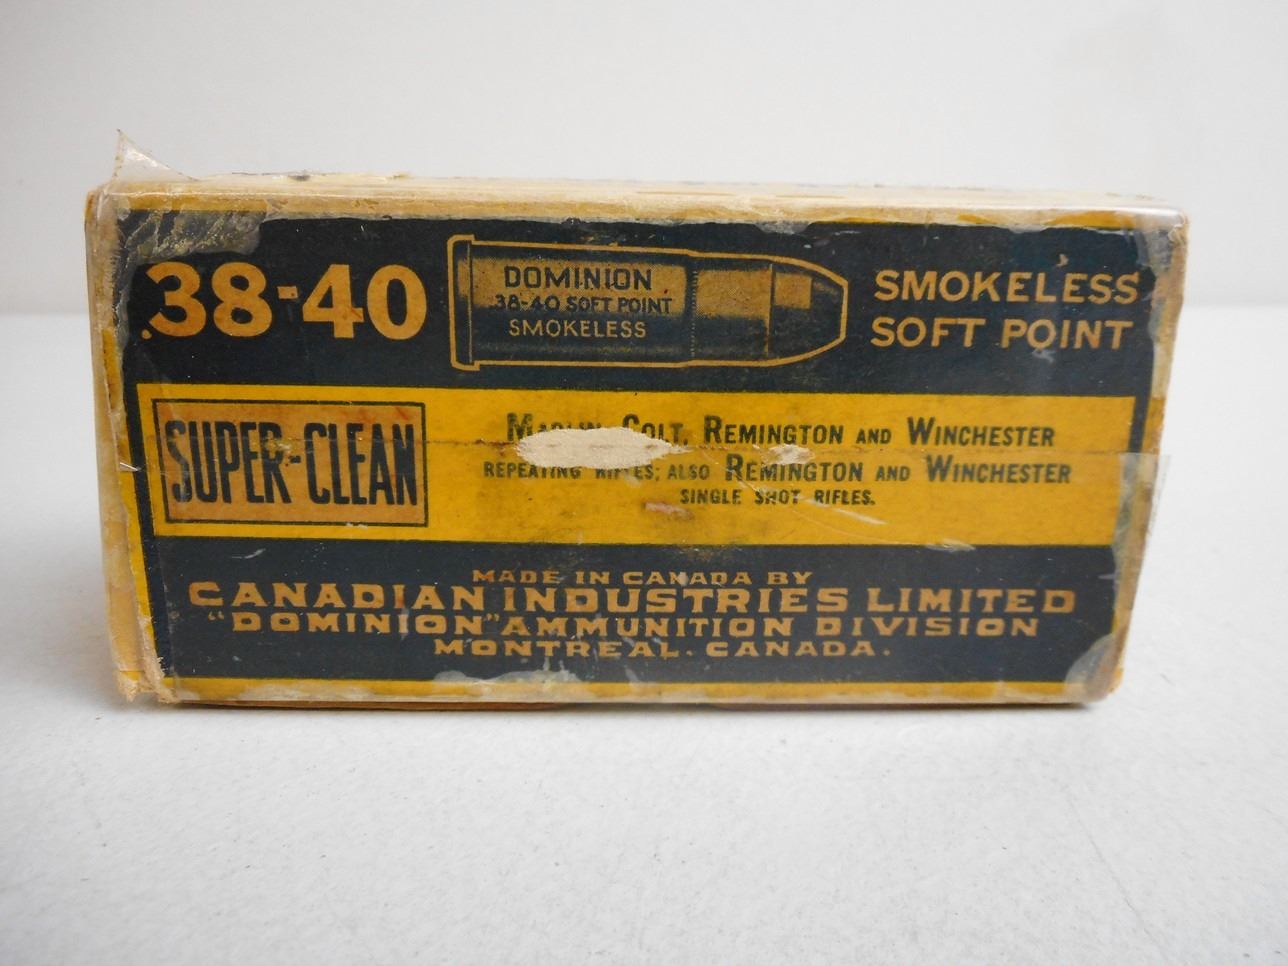 .38-40
DOMINION
.38-40 SOFT POINT
SMOKELESS
SMOKELESS
SOFT POINT
SUPER-CLEAN
MARLIN, COLT, REMINGTON AND WINCHESTER
REPEATING RIFLES; ALSO REMINGTON AND WINCHESTER
SINGLE SHOT RIFLES.
MADE IN CANADA BY
CANADIAN INDUSTRIES LIMITED
"DOMINION" AMMUNITION DIVISION
MONTREAL. CANADA.